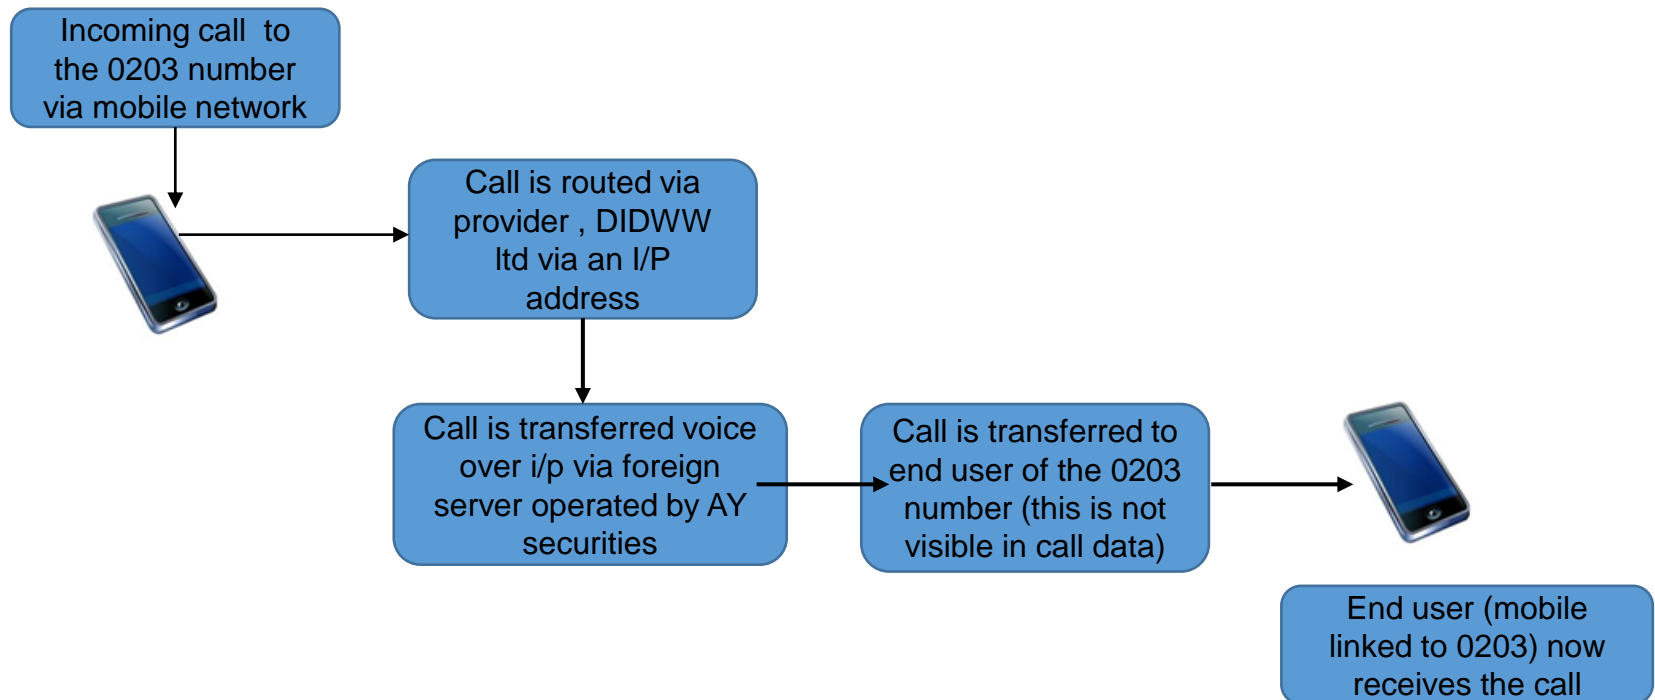 Incoming call to
the 0203 number
via mobile network
Call is routed via
provider , DIDWW
ltd via an I/P
address
Call is transferred voice
over i/p via foreign
server operated by AY
securities
Call is transferred to
end user of the 0203
number (this is not
visible in call data)
End user (mobile
linked to 0203) now
receives the call